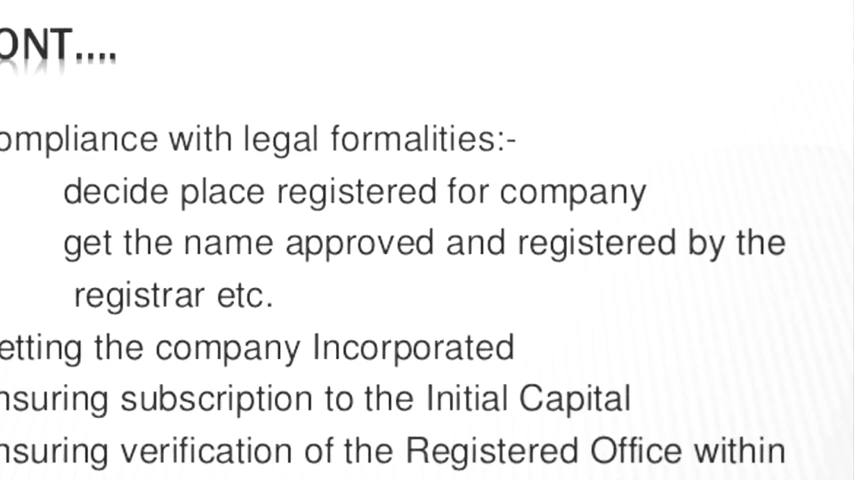 ONT....
ompliance with legal formalities:-
decide place registered for company
get the name approved and registered by the
registrar etc.
etting the company Incorporated
nsuring subscription to the Initial Capital
nsuring verification of the Registered Office within